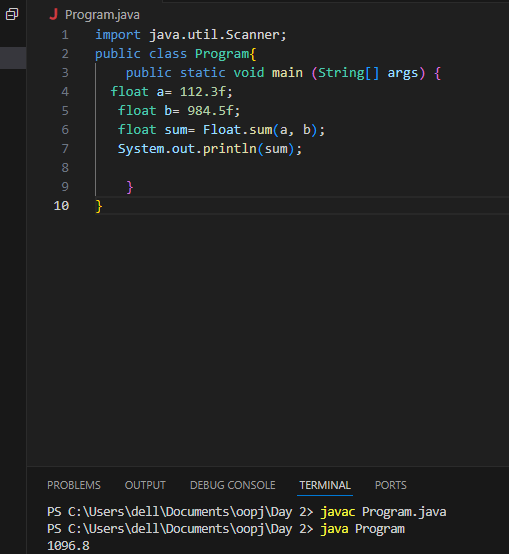 J Program.java
1 import java.util.Scanner;
2 public class Program{
3 public static void main (String[] args) {
4 float a= 112.3f;
5 float b= 984.5f;
6 float sum= Float.sum(a, b);
7 System.out.println(sum);
8
9 }
10 }
PROBLEMS OUTPUT DEBUG CONSOLE TERMINAL PORTS
PS C:\Users\dell\Documents\oopj\Day 2> javac Program.java
PS C:\Users\dell\Documents\oopj\Day 2> java Program
1096.8